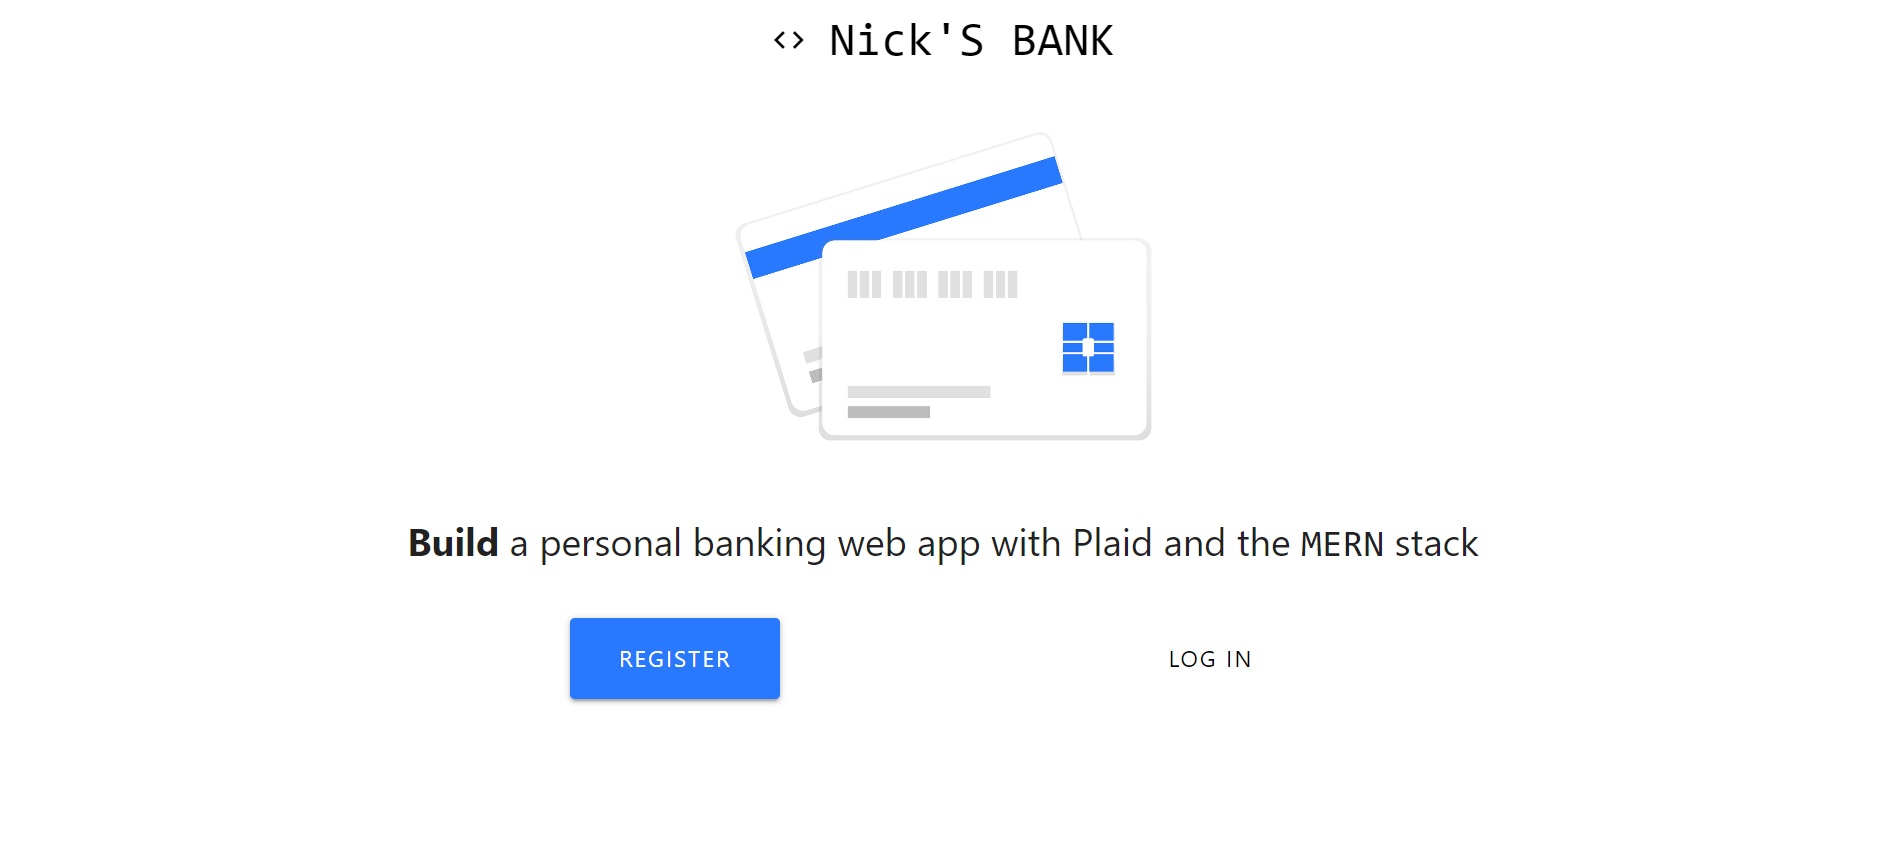 <> Nick'S BANK
Build a personal banking web app with Plaid and the MERN stack
REGISTER
LOG IN